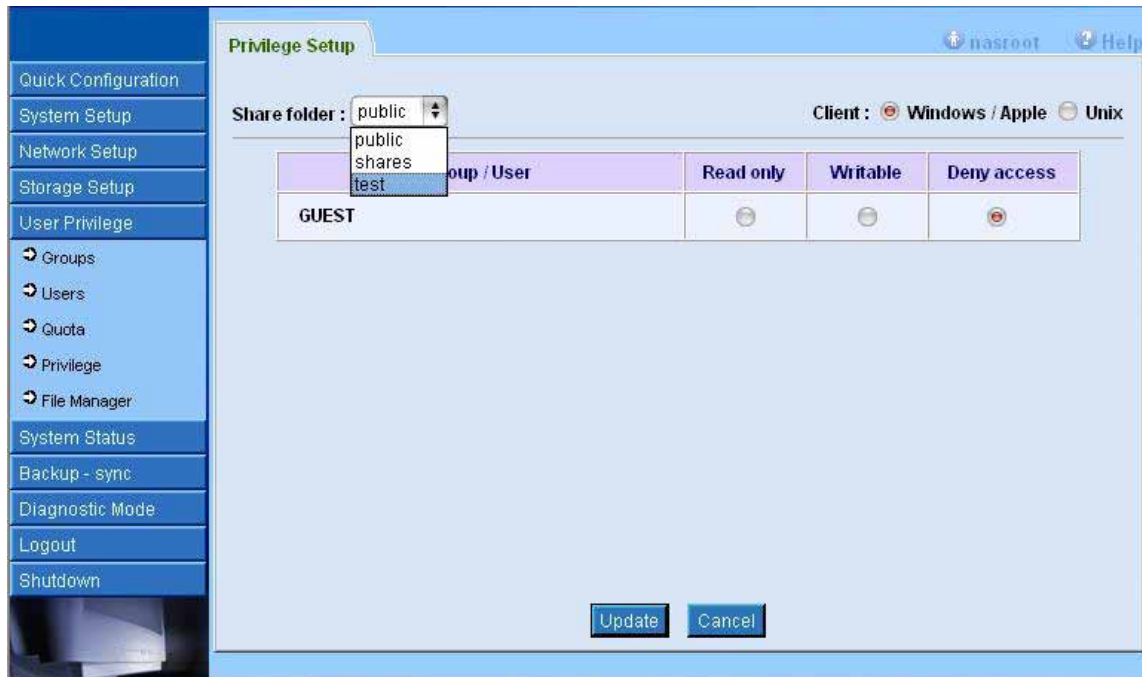 Privilege Setup
nasroot
Help
Quick Configuration
System Setup
Network Setup
Storage Setup
User Privilege
Groups
Users
Quota
Privilege
File Manager
System Status
Backup - sync
Diagnostic Mode
Logout
Shutdown
Share folder : public
public
shares
test
Client : Windows / Apple Unix
oup / User Read only Writable Deny access
GUEST
Update Cancel